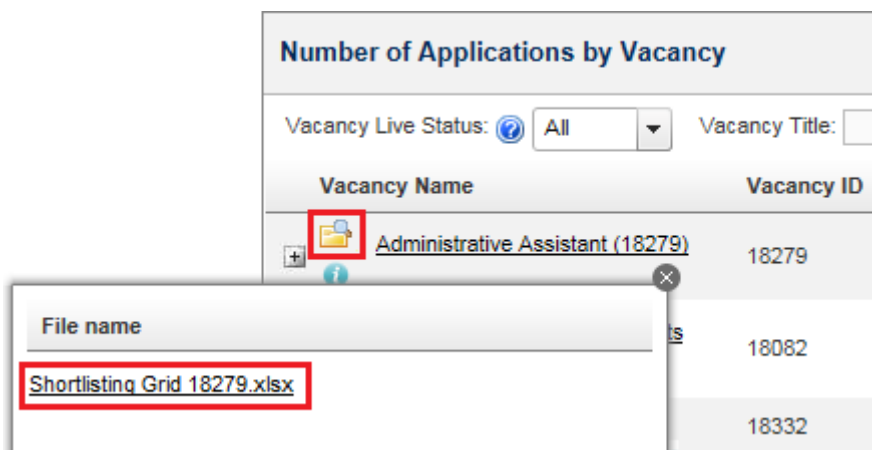 Number of Applications by Vacancy
Vacancy Live Status: All Vacancy Title:
Vacancy Name Vacancy ID
Administrative Assistant (18279) 18279
File name
ts 18082
Shortlisting Grid 18279.xlsx
18332